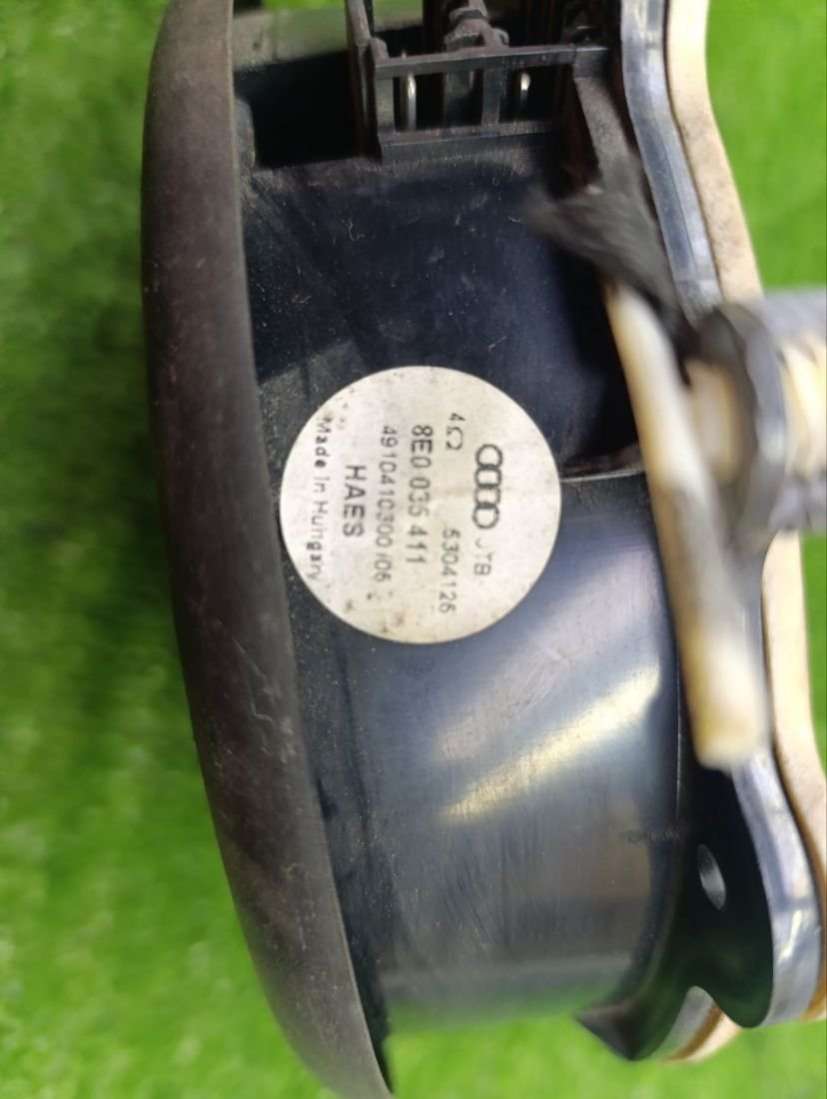 JTB
4Ω 5304126
8E0 035 411
4910410300/06
HAES
Made in Hungary